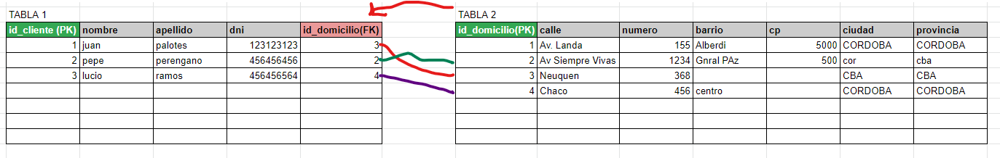 TABLA 1 TABLA 2
id_cliente (PK) nombre apellido dni id_domicilio(FK) id_domicilio(PK) calle numero barrio cp ciudad provincia
1 juan palotes 123123123 3 1 Av. Landa 155 Alberdi 5000 CORDOBA CORDOBA
2 pepe perengano 456456456 2 2 Av Siempre Vivas 1234 Gnral PAz 500 cor cba
3 lucio ramos 456456564 4 3 Neuquen 368 CBA CBA
4 Chaco 456 centro CORDOBA CORDOBA